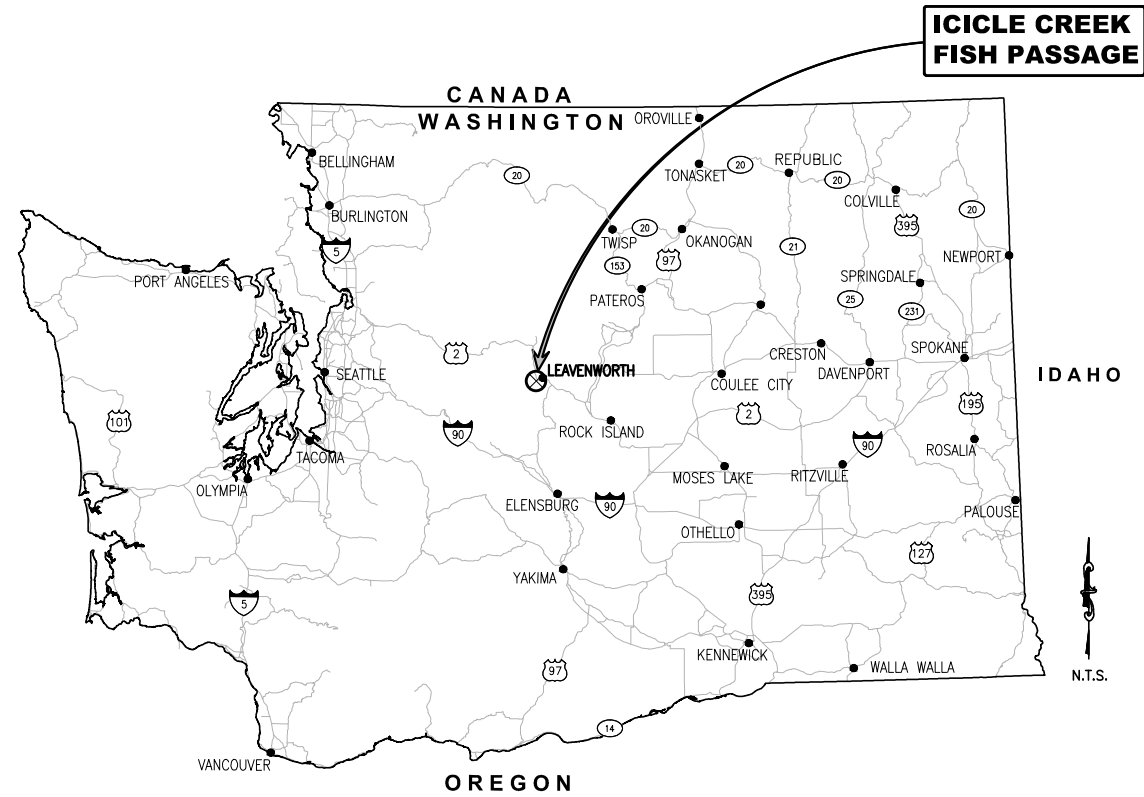 ICICLE CREEK
FISH PASSAGE
CANADA
WASHINGTON
OROVILLE
BELLINGHAM
TONASKET
20
REPUBLIC
20
20
COLVILLE
BURLINGTON
395
20
5
TWISP
20
OKANOGAN
21
NEWPORT
97
153
PORT ANGELES
PATEROS
SPRINGDALE
25
231
2
CRESTON
SPOKANE
SEATTLE
LEAVENWORTH
COULEE CITY
DAVENPORT
IDAHO
101
2
195
90
ROCK ISLAND
90
TACOMA
ROSALIA
OLYMPIA
MOSES LAKE
RITZVILLE
ELENSBURG
90
PALOUSE
OTHELLO
127
YAKIMA
5
395
KENNEWICK
97
WALLA WALLA
N.T.S.
14
VANCOUVER
OREGON